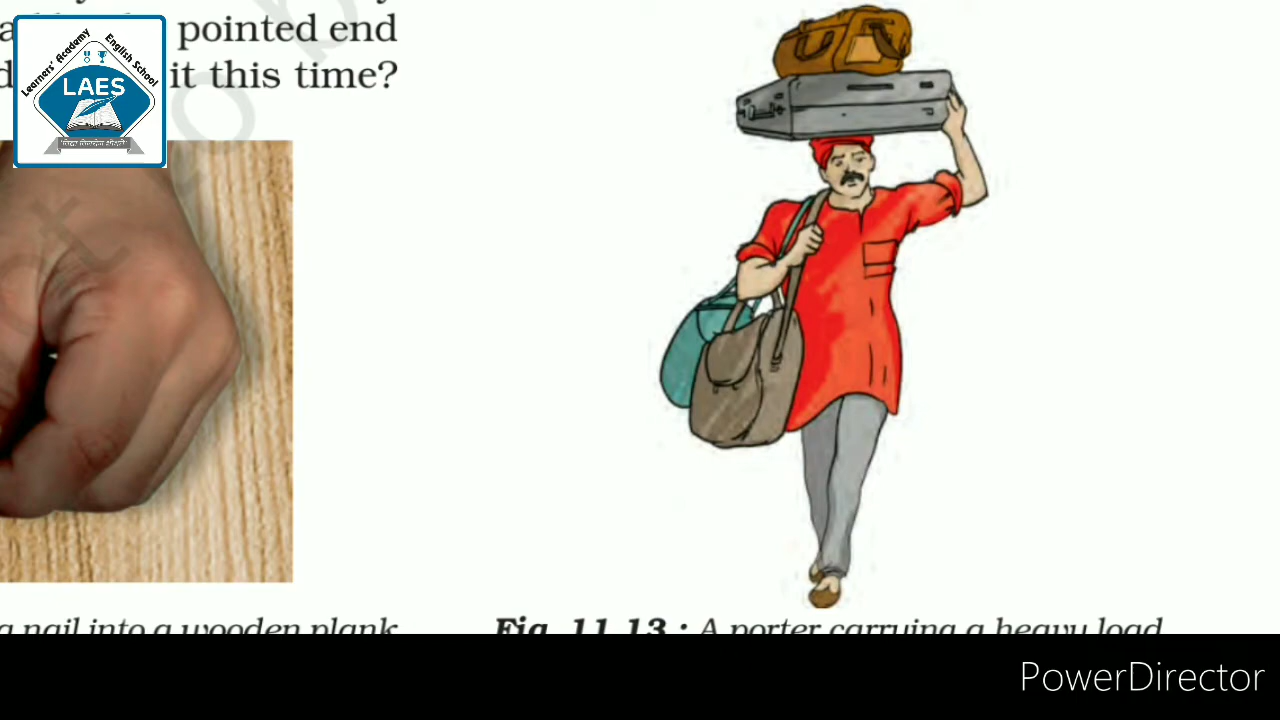 pointed end
it this time?
Learners' Academy English School
LAES
a nail into a wooden plank
Fig. 11.13 : A porter carrying a heavy load
PowerDirector